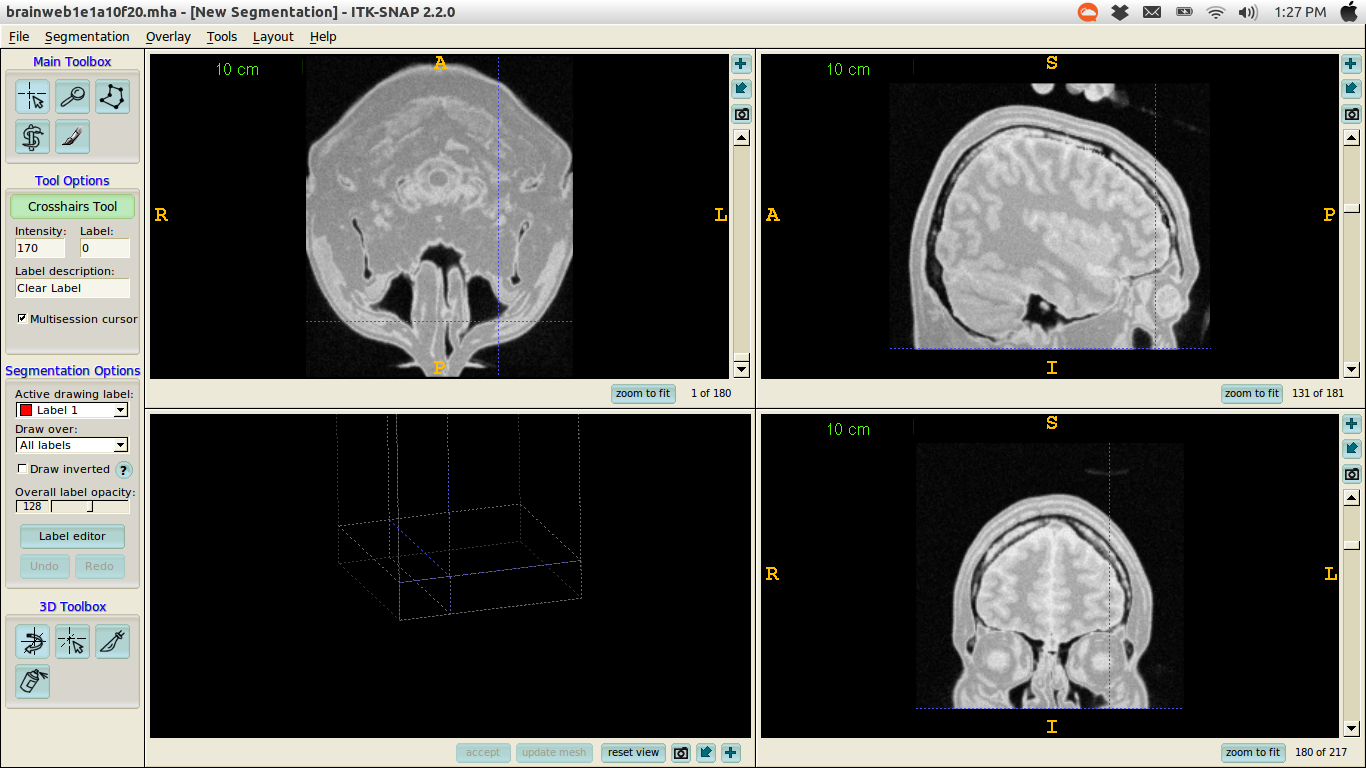 brainweb1e1a10f20.mha - [New Segmentation] - ITK-SNAP 2.2.0
1:27 PM
File Segmentation Overlay Tools Layout Help
Main Toolbox
Tool Options
Crosshairs Tool
Intensity: Label:
170 0
Label description:
Clear Label
Multisession cursor
Segmentation Options
Active drawing label:
Label 1
Draw over:
All labels
Draw inverted ?
Overall label opacity:
128
Label editor
Undo Redo
3D Toolbox
10 cm
A
R
L
P
zoom to fit 1 of 180
10 cm
S
A
P
I
zoom to fit 131 of 181
accept update mesh reset view
10 cm
S
R
L
I
zoom to fit 180 of 217